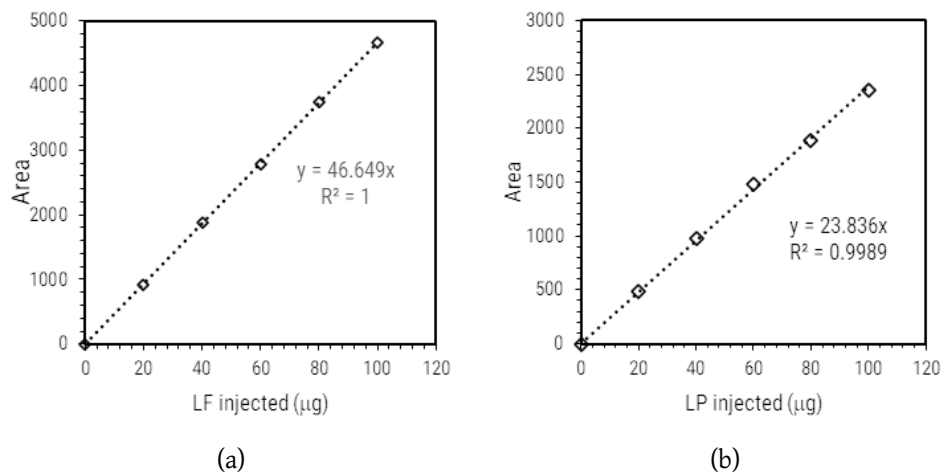 5000
4000
3000
2000
1000
0
Area
y = 46.649x
R² = 1
0 20 40 60 80 100 120
LF injected (µg)
(a)
3000
2500
2000
1500
1000
500
0
Area
y = 23.836x
R² = 0.9989
0 20 40 60 80 100 120
LP injected (µg)
(b)